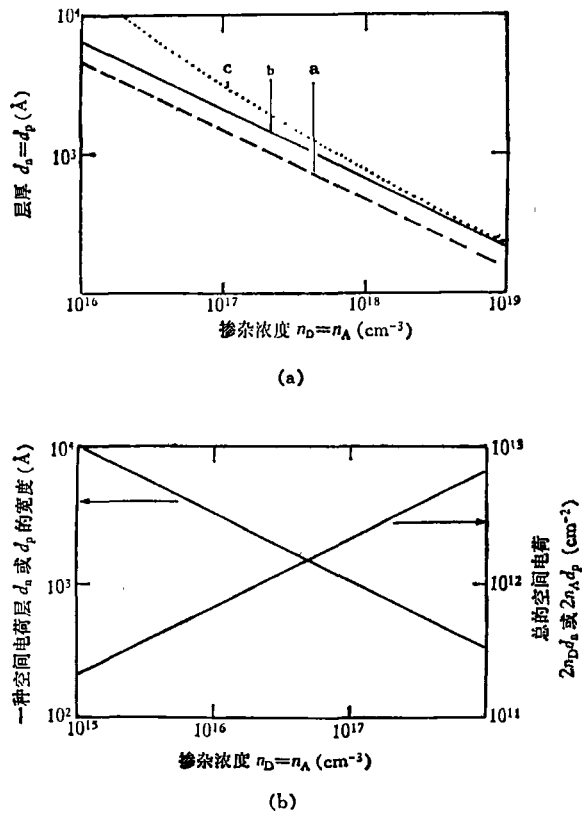 10⁴
10³
层厚 dₙ=dₚ (Å)
c
b
a
10¹⁶
10¹⁷
10¹⁸
10¹⁹
掺杂浓度 n_D=n_A (cm⁻³)
(a)
10⁴
10³
10²
一种空间电荷层 dₙ 或 dₚ 的宽度 (Å)
10¹³
10¹²
10¹¹
总的空间电荷
2n_Ddₙ 或 2n_Adₚ (cm⁻²)
10¹⁵
10¹⁶
10¹⁷
掺杂浓度 n_D=n_A (cm⁻³)
(b)